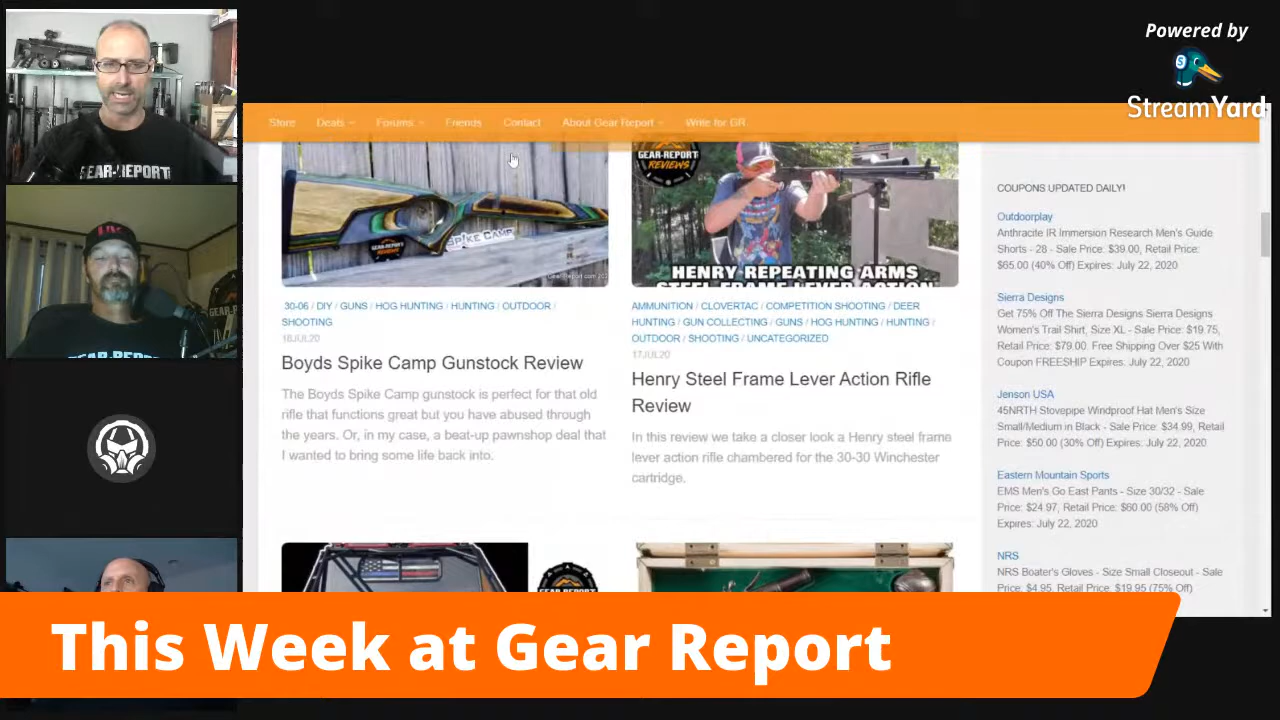 Powered by
StreamYard
GEAR-REPORT
Store Deals Forums Friends Contact About Gear Report Write for GR
GEAR-REPORT
REVIEWS
SPIKE CAMP
GEAR-REPORT
HENRY REPEATING ARMS
STEEL FRAME LEVER ACTION
30-06 / DIY / GUNS / HOG HUNTING / HUNTING / OUTDOOR /
SHOOTING
18JUL20
Boyds Spike Camp Gunstock Review
The Boyds Spike Camp gunstock is perfect for that old
rifle that functions great but you have abused through
the years. Or, in my case, a beat-up pawnshop deal that
I wanted to bring some life back into.
AMMUNITION / CLOVERTAC / COMPETITION SHOOTING / DEER
HUNTING / GUN COLLECTING / GUNS / HOG HUNTING / HUNTING /
OUTDOOR / SHOOTING / UNCATEGORIZED
17JUL20
Henry Steel Frame Lever Action Rifle
Review
In this review we take a closer look a Henry steel frame
lever action rifle chambered for the 30-30 Winchester
cartridge.
COUPONS UPDATED DAILY!
Outdoorplay
Anthracite IR Immersion Research Men's Guide
Shorts - 28 - Sale Price: $39.00, Retail Price:
$65.00 (40% Off) Expires: July 22, 2020
Sierra Designs
Get 75% Off The Sierra Designs Sierra Designs
Women's Trail Shirt, Size XL - Sale Price: $19.75,
Retail Price: $79.00. Free Shipping Over $25 With
Coupon FREESHIP Expires: July 22, 2020
Jenson USA
45NRTH Stovepipe Windproof Hat Men's Size
Small/Medium in Black - Sale Price: $34.99, Retail
Price: $50.00 (30% Off) Expires: July 22, 2020
Eastern Mountain Sports
EMS Men's Go East Pants - Size 30/32 - Sale
Price: $24.97, Retail Price: $60.00 (58% Off)
Expires: July 22, 2020
NRS
NRS Boater's Gloves - Size Small Closeout - Sale
Price: $4.95, Retail Price: $19.95 (75% Off)
This Week at Gear Report